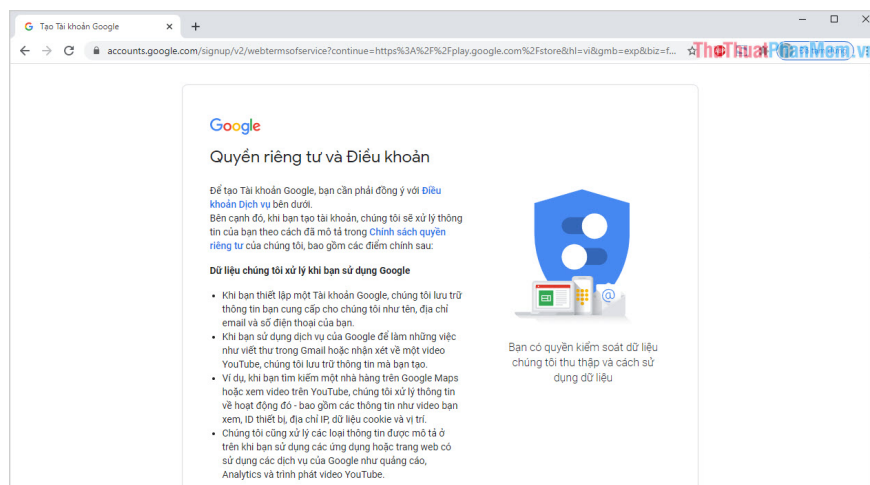 Tạo Tài khoản Google
accounts.google.com/signup/v2/webtermsofservice?continue=https%3A%2F%2Fplay.google.com%2Fstore&hl=vi&gmb=exp&biz=f...
ThuThuatPhanMem.vn
Google
Quyền riêng tư và Điều khoản
Để tạo Tài khoản Google, bạn cần phải đồng ý với Điều
khoản Dịch vụ bên dưới.
Bên cạnh đó, khi bạn tạo tài khoản, chúng tôi sẽ xử lý thông
tin của bạn theo cách đã mô tả trong Chính sách quyền
riêng tư của chúng tôi, bao gồm các điểm chính sau:
Dữ liệu chúng tôi xử lý khi bạn sử dụng Google
• Khi bạn thiết lập một Tài khoản Google, chúng tôi lưu trữ
thông tin bạn cung cấp cho chúng tôi như tên, địa chỉ
email và số điện thoại của bạn.
• Khi bạn sử dụng dịch vụ của Google để làm những việc
như viết thư trong Gmail hoặc nhận xét về một video
YouTube, chúng tôi lưu trữ thông tin mà bạn tạo.
• Ví dụ, khi bạn tìm kiếm một nhà hàng trên Google Maps
hoặc xem video trên YouTube, chúng tôi xử lý thông tin
về hoạt động đó - bao gồm các thông tin như video bạn
xem, ID thiết bị, địa chỉ IP, dữ liệu cookie và vị trí.
• Chúng tôi cũng xử lý các loại thông tin được mô tả ở
trên khi bạn sử dụng các ứng dụng hoặc trang web có
sử dụng các dịch vụ của Google như quảng cáo,
Analytics và trình phát video YouTube.
@
Bạn có quyền kiểm soát dữ liệu
chúng tôi thu thập và cách sử
dụng dữ liệu